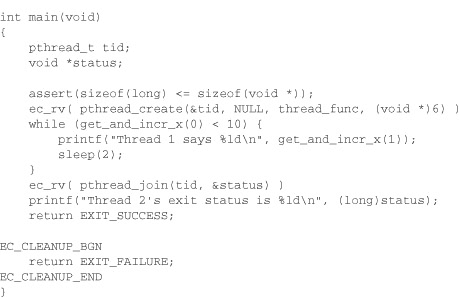 int main(void)
{
    pthread_t tid;
    void *status;

    assert(sizeof(long) <= sizeof(void *));
    ec_rv( pthread_create(&tid, NULL, thread_func, (void *)6) )
    while (get_and_incr_x(0) < 10) {
        printf("Thread 1 says %ld\n", get_and_incr_x(1));
        sleep(2);
    }
    ec_rv( pthread_join(tid, &status) )
    printf("Thread 2's exit status is %ld\n", (long)status);
    return EXIT_SUCCESS;

EC_CLEANUP_BGN
    return EXIT_FAILURE;
EC_CLEANUP_END
}